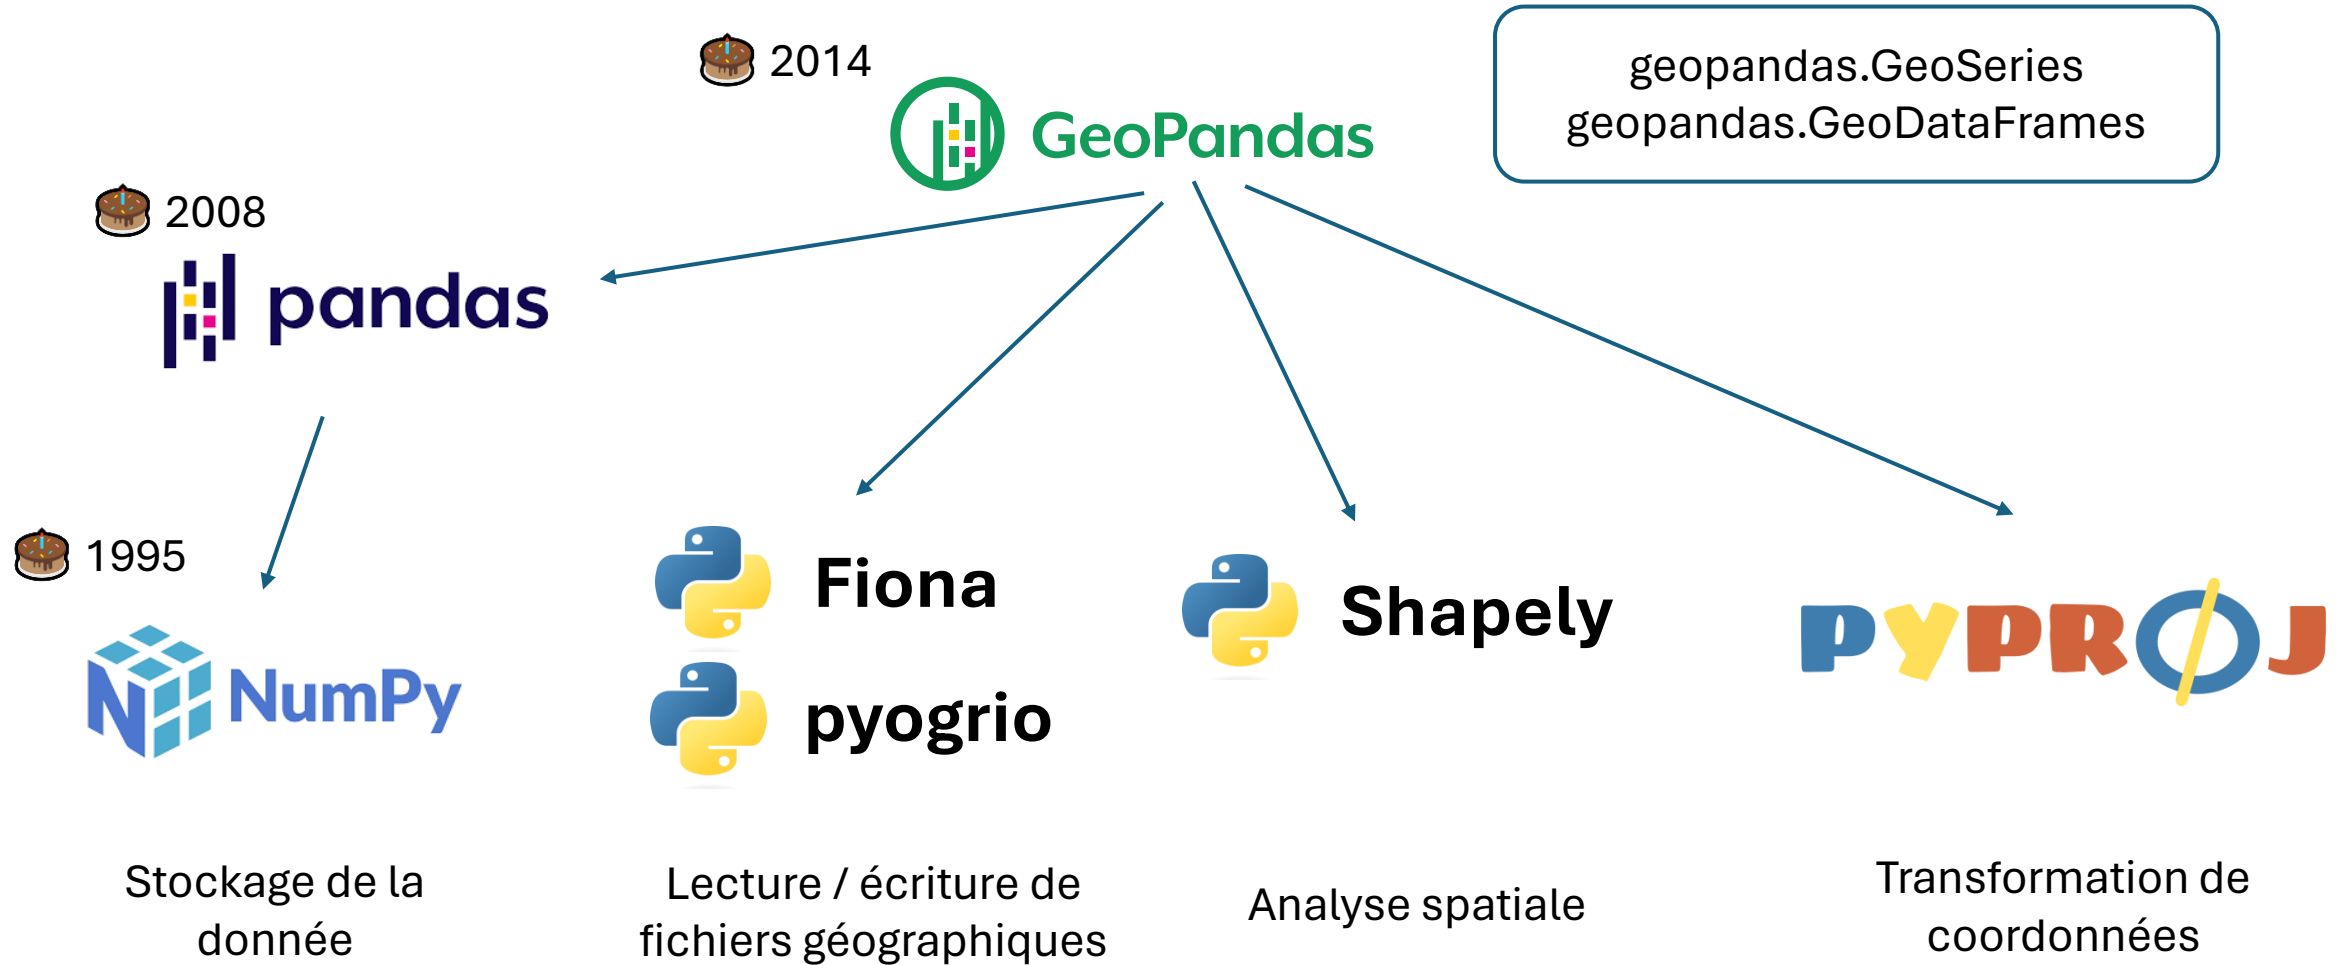 2014
GeoPandas
geopandas.GeoSeries
geopandas.GeoDataFrames
2008
pandas
1995
NumPy
Fiona
pyogrio
Shapely
PYPROJ
Stockage de la
donnée
Lecture / écriture de
fichiers géographiques
Analyse spatiale
Transformation de
coordonnées